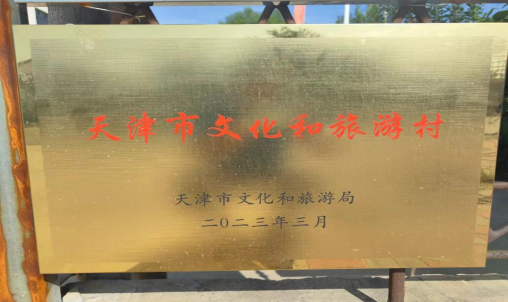 天津市文化和旅游村
天津市文化和旅游局
二〇二三年三月